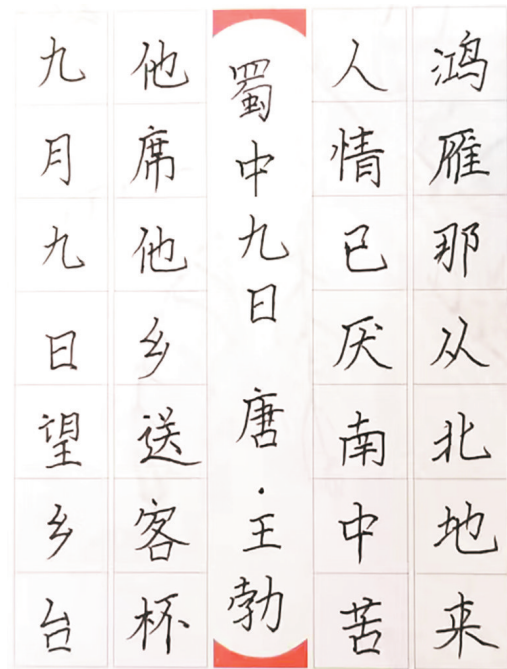 九月九日望乡台
他席他乡送客杯
蜀中九日 唐·王勃
人情已厌南中苦
鸿雁那从北地来